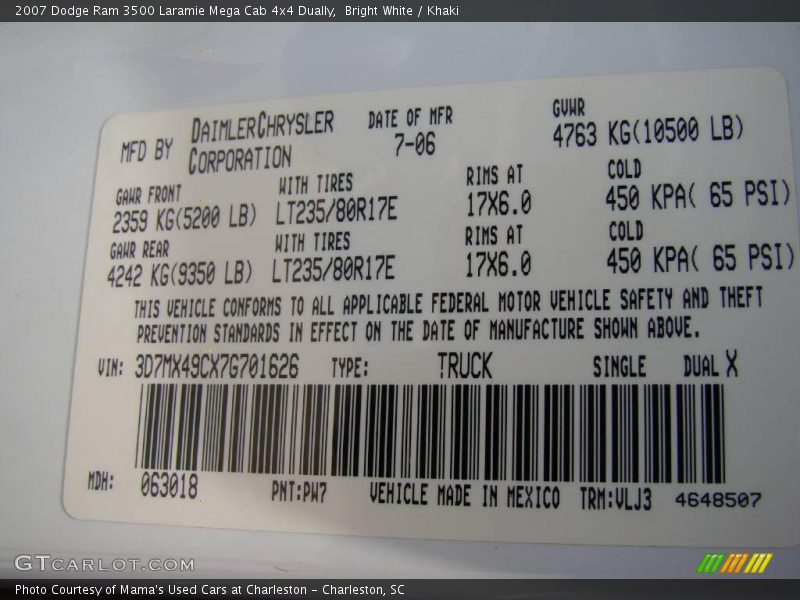 2007 Dodge Ram 3500 Laramie Mega Cab 4x4 Dually, Bright White / Khaki
MFD BY DAIMLERCHRYSLER CORPORATION DATE OF MFR 7-06 GVWR 4763 KG(10500 LB)
GAWR FRONT WITH TIRES RIMS AT COLD
2359 KG(5200 LB) LT235/80R17E 17X6.0 450 KPA( 65 PSI)
GAWR REAR WITH TIRES RIMS AT COLD
4242 KG(9350 LB) LT235/80R17E 17X6.0 450 KPA( 65 PSI)
THIS VEHICLE CONFORMS TO ALL APPLICABLE FEDERAL MOTOR VEHICLE SAFETY AND THEFT
PREVENTION STANDARDS IN EFFECT ON THE DATE OF MANUFACTURE SHOWN ABOVE.
VIN: 3D7MX49CX7G701626 TYPE: TRUCK SINGLE DUAL X
MDH: 063018 PNT:PW7 VEHICLE MADE IN MEXICO TRM:VLJ3 4648507
GTCARLOT.COM
Photo Courtesy of Mama's Used Cars at Charleston - Charleston, SC